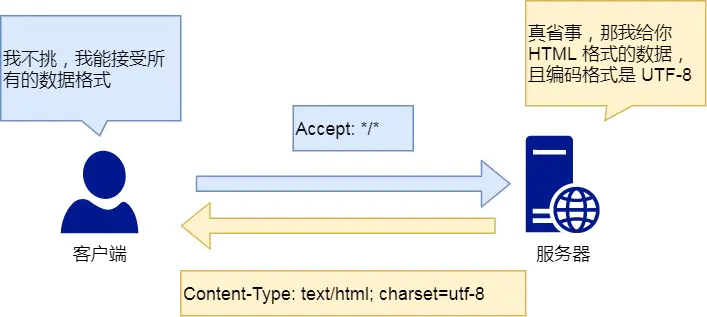 我不挑，我能接受所
有的数据格式
真省事，那我给你
HTML 格式的数据，
且编码格式是 UTF-8
Accept: */*
客户端
服务器
Content-Type: text/html; charset=utf-8